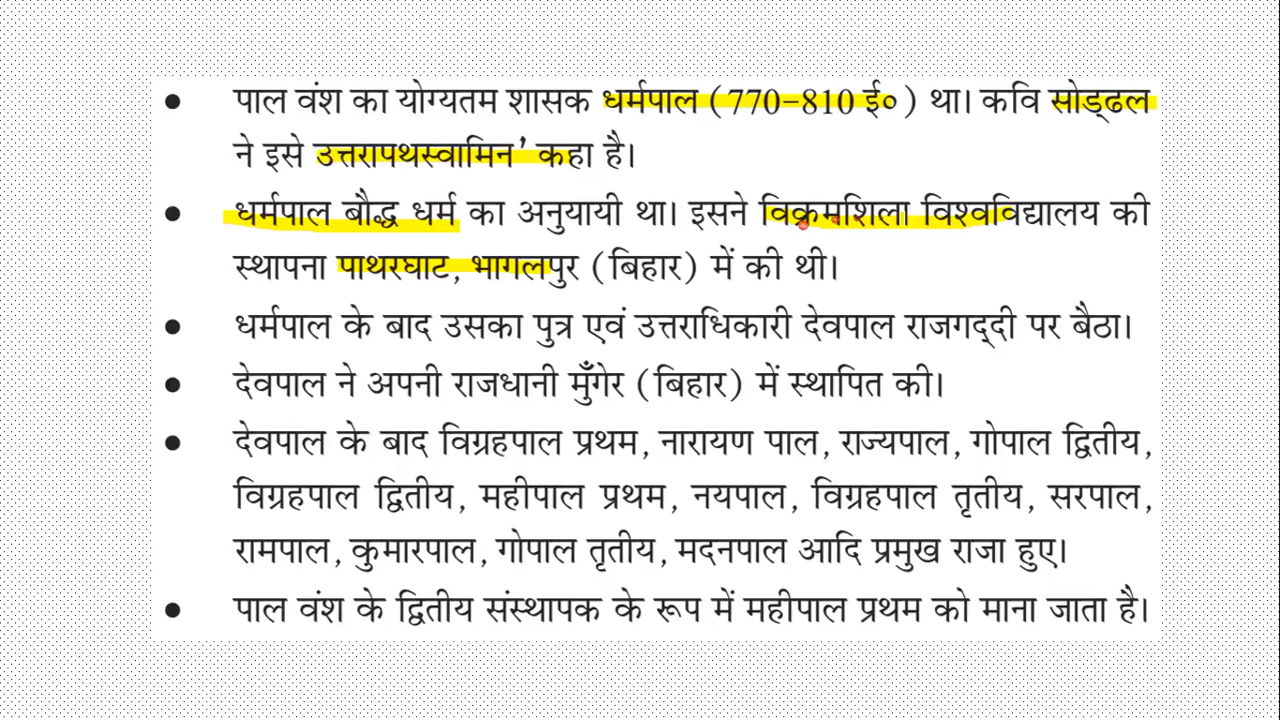 ● पाल वंश का योग्यतम शासक धर्मपाल (770-810 ई०) था। कवि सोड्ढल
ने इसे उत्तरापथस्वामिन' कहा है।
● धर्मपाल बौद्ध धर्म का अनुयायी था। इसने विक्रमशिला विश्वविद्यालय की
स्थापना पाथरघाट, भागलपुर (बिहार) में की थी।
● धर्मपाल के बाद उसका पुत्र एवं उत्तराधिकारी देवपाल राजगद्दी पर बैठा।
● देवपाल ने अपनी राजधानी मुँगेर (बिहार) में स्थापित की।
● देवपाल के बाद विग्रहपाल प्रथम, नारायण पाल, राज्यपाल, गोपाल द्वितीय,
विग्रहपाल द्वितीय, महीपाल प्रथम, नयपाल, विग्रहपाल तृतीय, सरपाल,
रामपाल, कुमारपाल, गोपाल तृतीय, मदनपाल आदि प्रमुख राजा हुए।
● पाल वंश के द्वितीय संस्थापक के रूप में महीपाल प्रथम को माना जाता है।